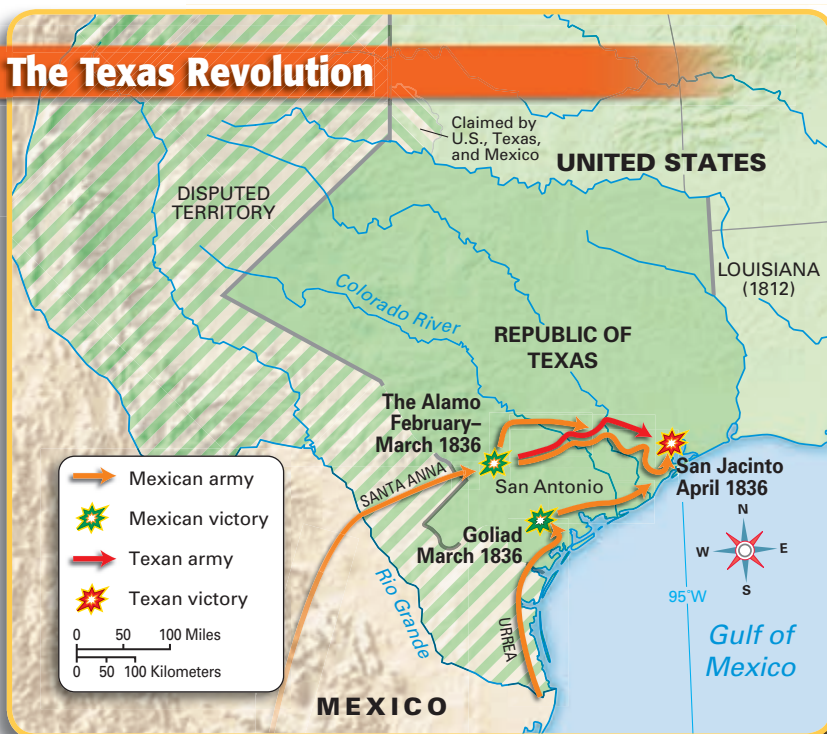 The Texas Revolution
Claimed by
U.S., Texas,
and Mexico
UNITED STATES
DISPUTED
TERRITORY
LOUISIANA
(1812)
Colorado River
REPUBLIC OF
TEXAS
The Alamo
February–
March 1836
SANTA ANNA
San Antonio
San Jacinto
April 1836
Goliad
March 1836
N
W
E
S
95°W
Rio Grande
URREA
Gulf of
Mexico
MEXICO
Mexican army
Mexican victory
Texan army
Texan victory
0 50 100 Miles
0 50 100 Kilometers